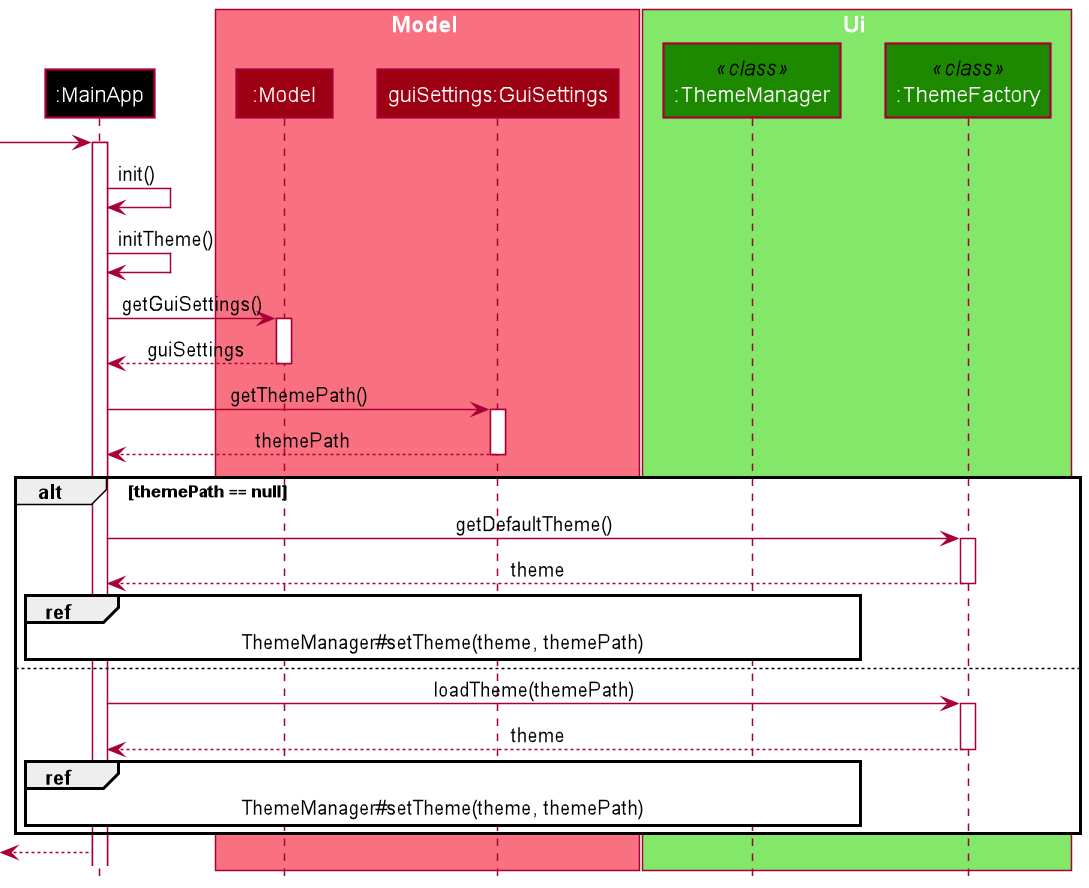 Model
Ui
:MainApp
:Model
guiSettings:GuiSettings
«class»
:ThemeManager
«class»
:ThemeFactory
init()
initTheme()
getGuiSettings()
guiSettings
getThemePath()
themePath
alt
[themePath == null]
getDefaultTheme()
theme
ref
ThemeManager#setTheme(theme, themePath)
loadTheme(themePath)
theme
ref
ThemeManager#setTheme(theme, themePath)